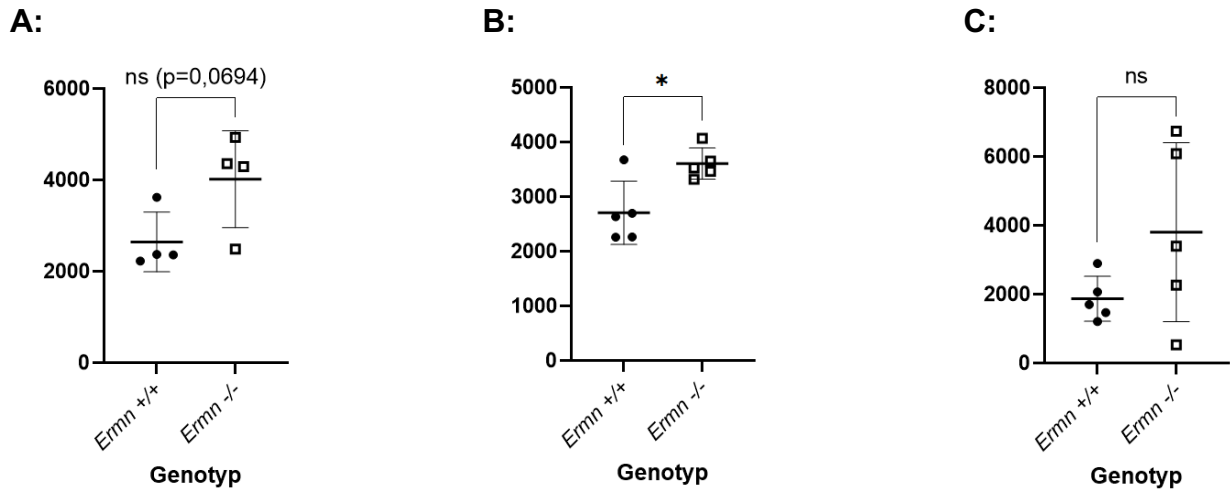 A:
ns (p=0,0694)
6000
4000
2000
0
Ermn +/+
Ermn -/-
Genotyp
B:
*
5000
4000
3000
2000
1000
0
Ermn +/+
Ermn -/-
Genotyp
C:
ns
8000
6000
4000
2000
0
Ermn +/+
Ermn -/-
Genotyp